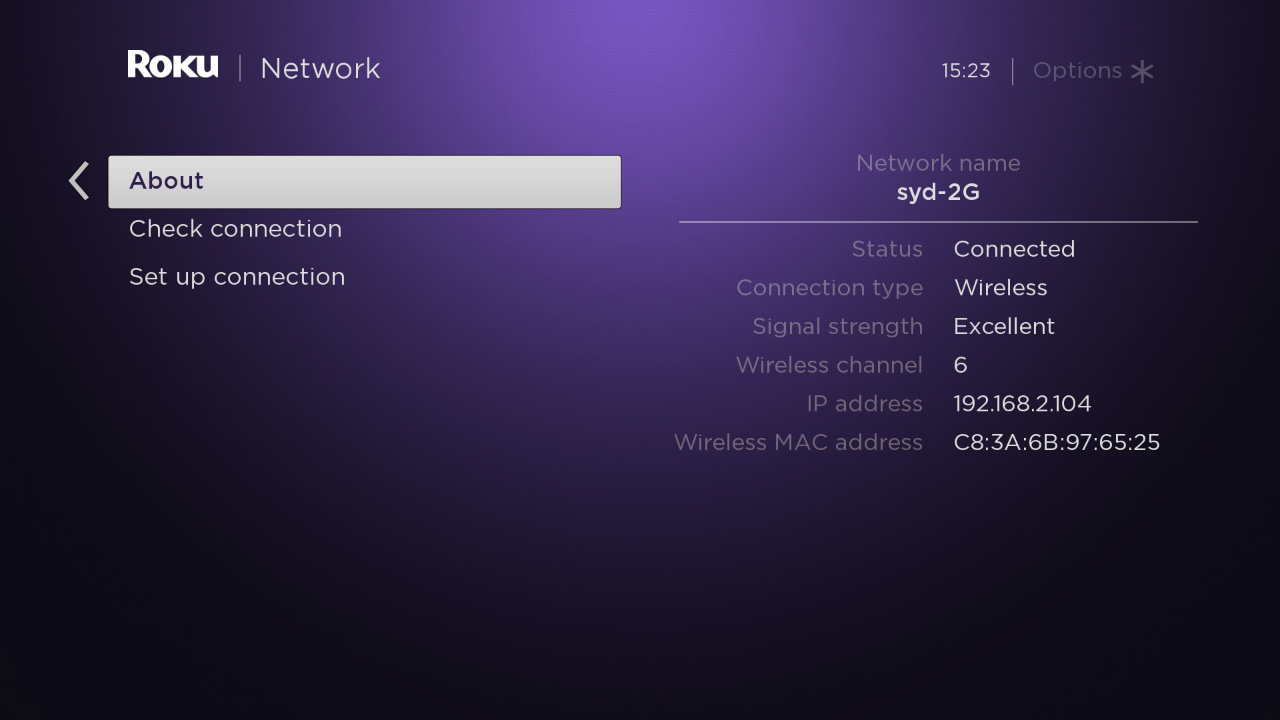 Roku | Network
15:23 | Options
About
Check connection
Set up connection
Network name
syd-2G
Status Connected
Connection type Wireless
Signal strength Excellent
Wireless channel 6
IP address 192.168.2.104
Wireless MAC address C8:3A:6B:97:65:25